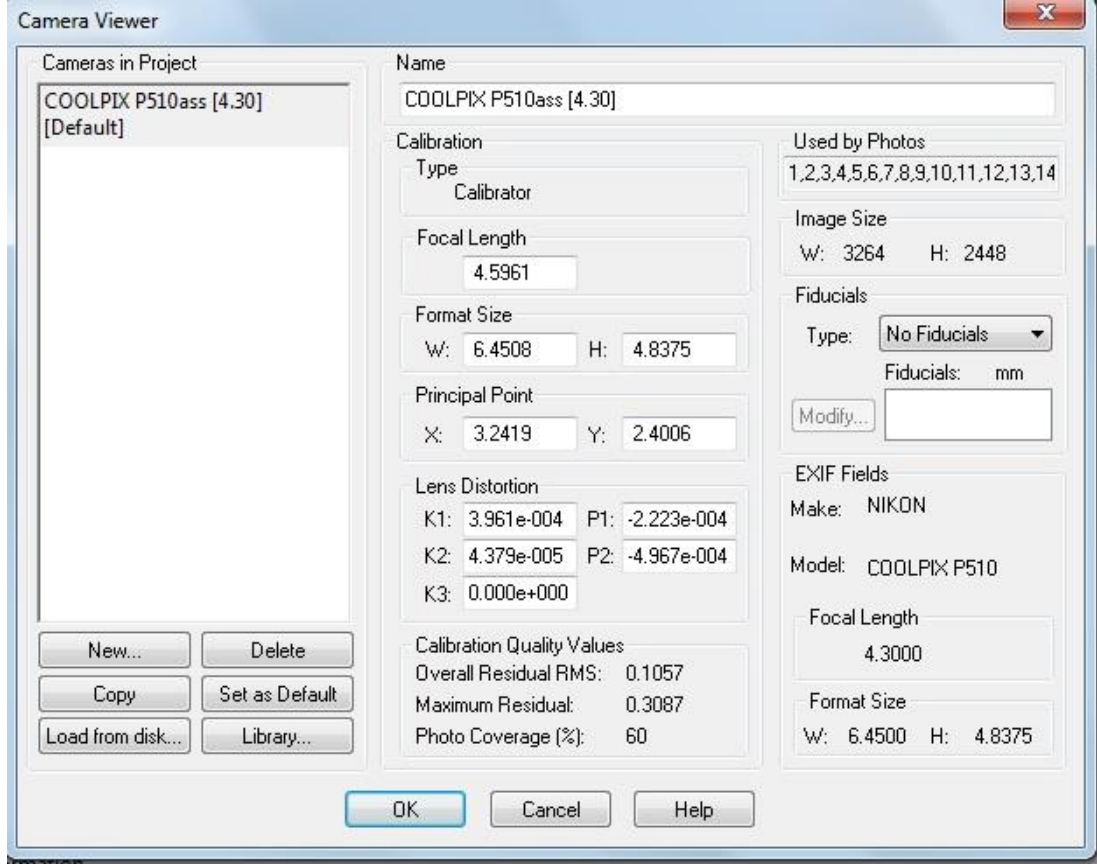 Camera Viewer
Cameras in Project
COOLPIX P510ass [4.30]
[Default]
New...
Delete
Copy
Set as Default
Load from disk...
Library...
Name
COOLPIX P510ass [4.30]
Calibration
Type
Calibrator
Focal Length
4.5961
Format Size
W: 6.4508 H: 4.8375
Principal Point
X: 3.2419 Y: 2.4006
Lens Distortion
K1: 3.961e-004 P1: -2.223e-004
K2: 4.379e-005 P2: -4.967e-004
K3: 0.000e+000
Calibration Quality Values
Overall Residual RMS: 0.1057
Maximum Residual: 0.3087
Photo Coverage (%): 60
Used by Photos
1,2,3,4,5,6,7,8,9,10,11,12,13,14
Image Size
W: 3264 H: 2448
Fiducials
Type: No Fiducials
Fiducials: mm
Modify...
EXIF Fields
Make: NIKON
Model: COOLPIX P510
Focal Length
4.3000
Format Size
W: 6.4500 H: 4.8375
OK
Cancel
Help